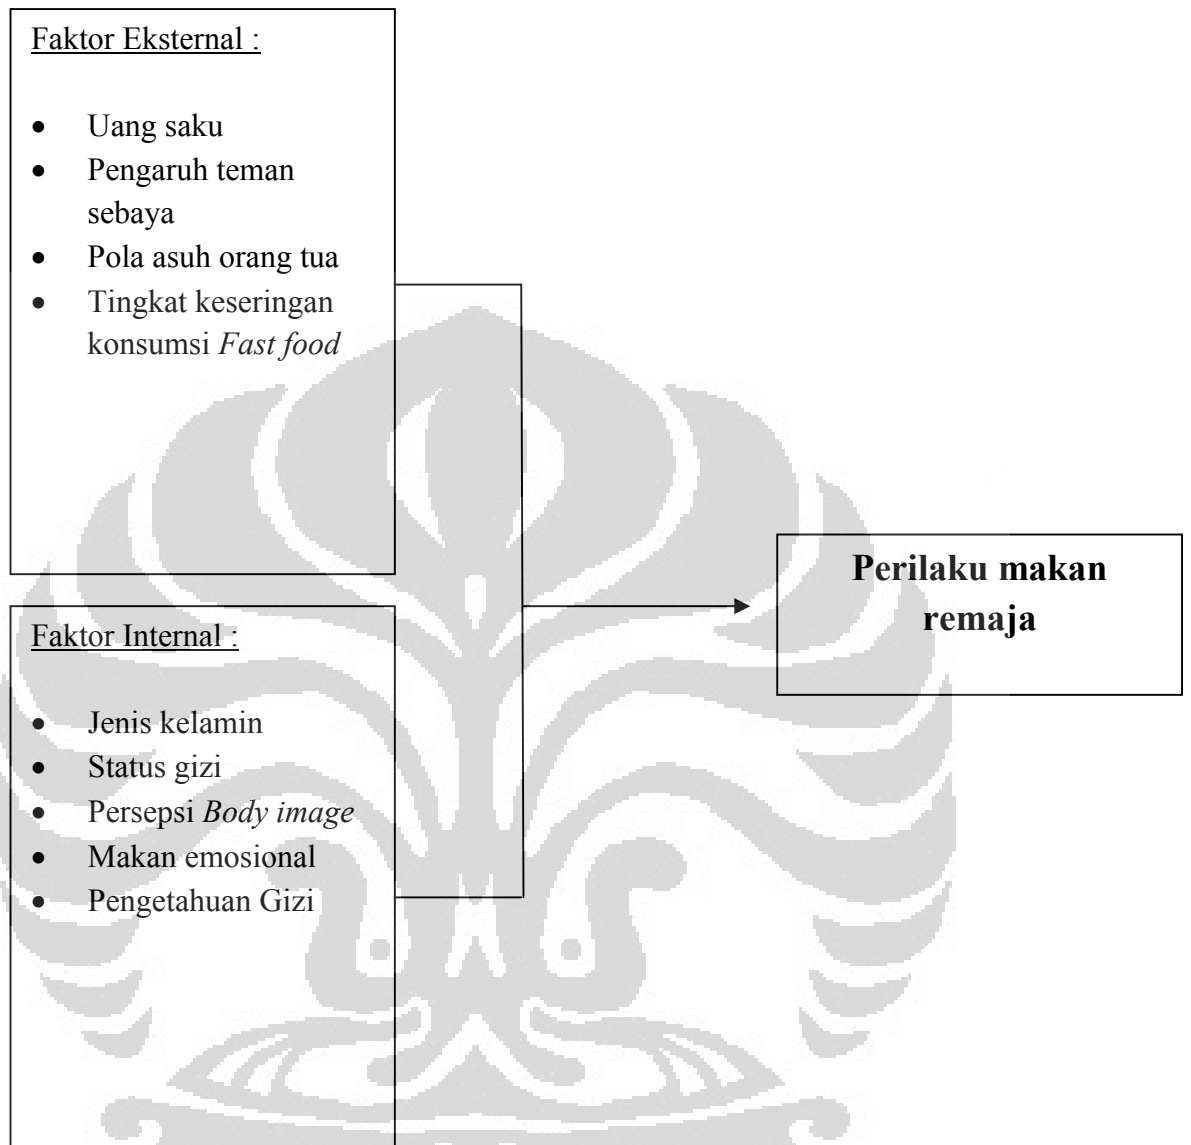 Faktor Eksternal :
• Uang saku
• Pengaruh teman
sebaya
• Pola asuh orang tua
• Tingkat keseringan
konsumsi Fast food
Perilaku makan
remaja
Faktor Internal :
• Jenis kelamin
• Status gizi
• Persepsi Body image
• Makan emosional
• Pengetahuan Gizi